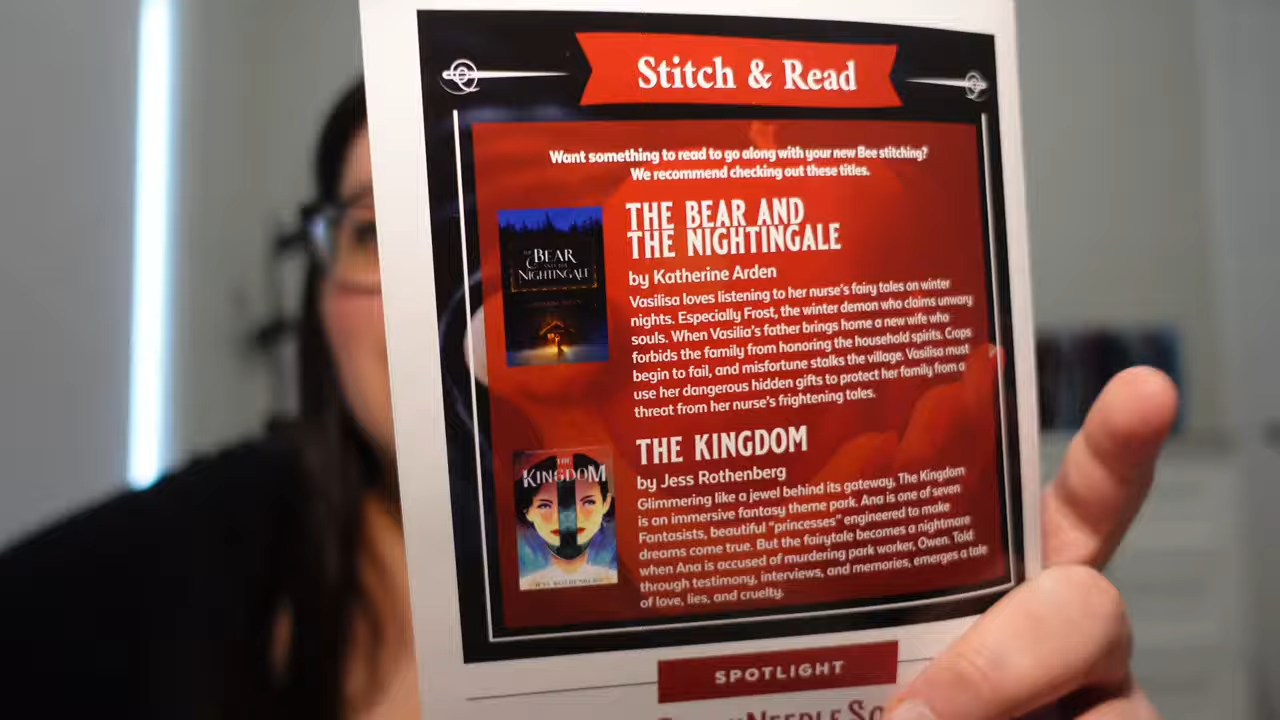 Stitch & Read
Want something to read to go along with your new Bee stitching?
We recommend checking out these titles.
THE BEAR AND
THE NIGHTINGALE
by Katherine Arden
Vasilisa loves listening to her nurse's fairy tales on winter
nights. Especially Frost, the winter demon who claims unwary
souls. When Vasilia's father brings home a new wife who
forbids the family from honoring the household spirits. Crops
begin to fail, and misfortune stalks the village. Vasilisa must
use her dangerous hidden gifts to protect her family from a
threat from her nurse's frightening tales.
THE BEAR
AND THE
NIGHTINGALE
THE KINGDOM
by Jess Rothenberg
Glimmering like a jewel behind its gateway, The Kingdom
is an immersive fantasy theme park. Ana is one of seven
Fantasists, beautiful "princesses" engineered to make
dreams come true. But the fairytale becomes a nightmare
when Ana is accused of murdering park worker, Owen. Told
through testimony, interviews, and memories, emerges a tale
of love, lies, and cruelty.
THE
KINGDOM
JESS ROTHENBERG
SPOTLIGHT